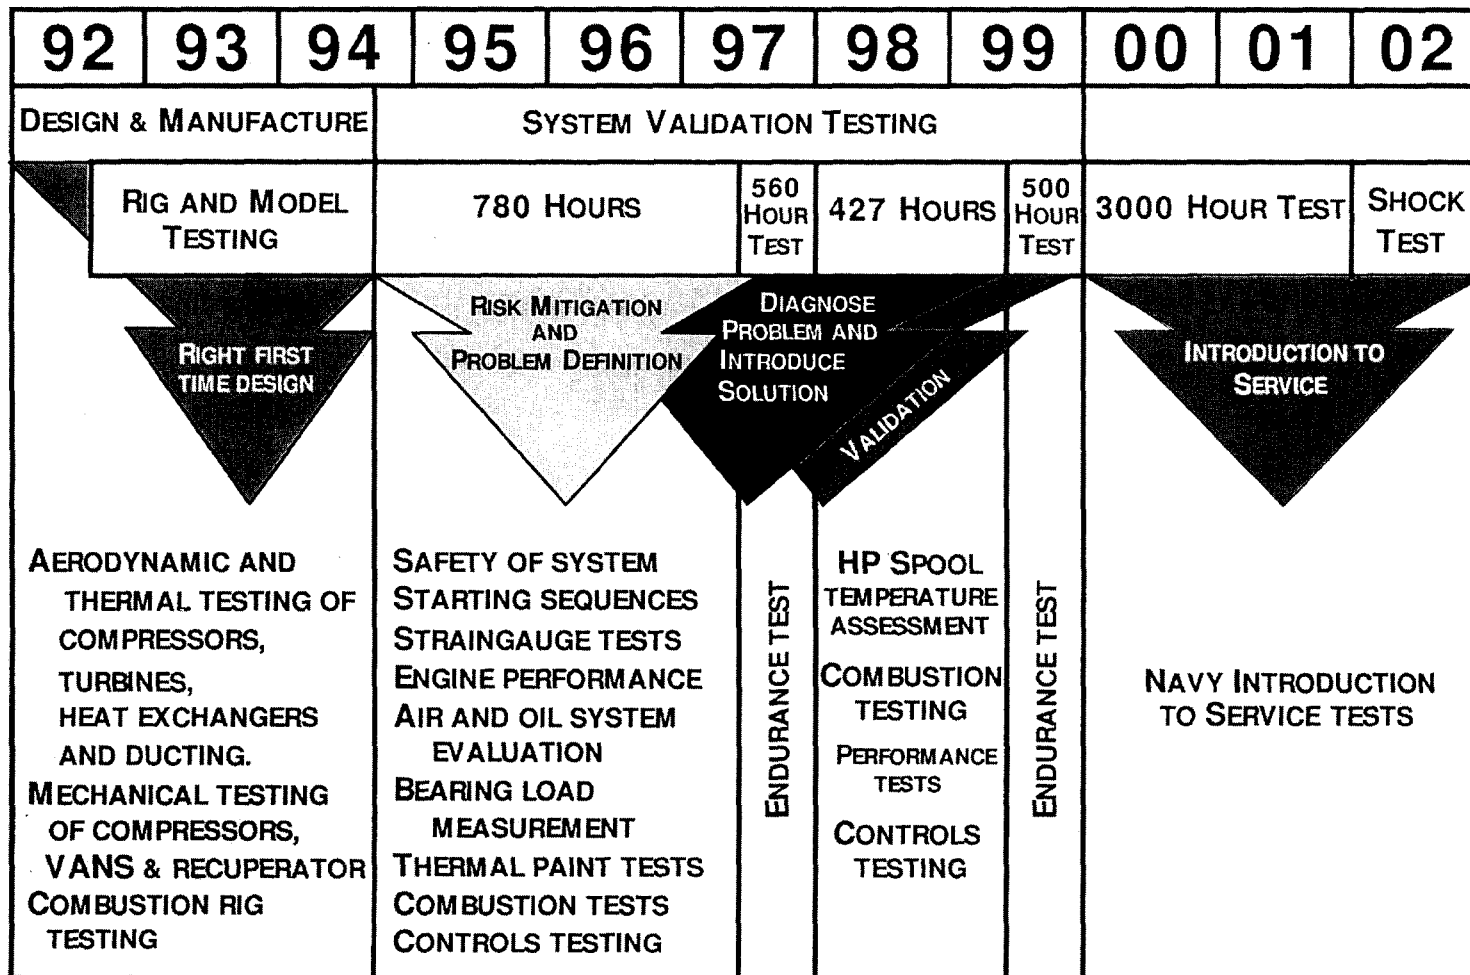 92 93 94 95 96 97 98 99 00 01 02
DESIGN & MANUFACTURE
SYSTEM VALIDATION TESTING
RIG AND MODEL
TESTING
780 HOURS
560
HOUR
TEST
427 HOURS
500
HOUR
TEST
3000 HOUR TEST
SHOCK
TEST
RIGHT FIRST
TIME DESIGN
RISK MITIGATION
AND
PROBLEM DEFINITION
DIAGNOSE
PROBLEM AND
INTRODUCE
SOLUTION
VALIDATION
INTRODUCTION TO
SERVICE
AERODYNAMIC AND
THERMAL TESTING OF
COMPRESSORS,
TURBINES,
HEAT EXCHANGERS
AND DUCTING.
MECHANICAL TESTING
OF COMPRESSORS,
VANS & RECUPERATOR
COMBUSTION RIG
TESTING
SAFETY OF SYSTEM
STARTING SEQUENCES
STRAINGAUGE TESTS
ENGINE PERFORMANCE
AIR AND OIL SYSTEM
EVALUATION
BEARING LOAD
MEASUREMENT
THERMAL PAINT TESTS
COMBUSTION TESTS
CONTROLS TESTING
ENDURANCE TEST
HP SPOOL
TEMPERATURE
ASSESSMENT
COMBUSTION
TESTING
PERFORMANCE
TESTS
CONTROLS
TESTING
ENDURANCE TEST
NAVY INTRODUCTION
TO SERVICE TESTS